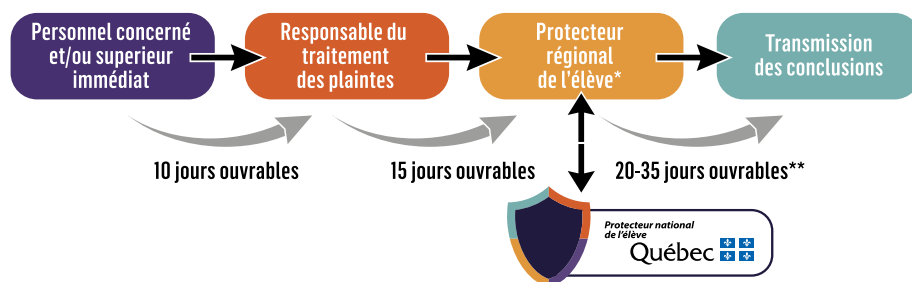 Personnel concerné
et/ou superieur
immédiat
Responsable du
traitement
des plaintes
Protecteur
régional
de l'élève*
Transmission
des conclusions
10 jours ouvrables
15 jours ouvrables
20-35 jours ouvrables**
Protecteur national
de l'élève
Québec